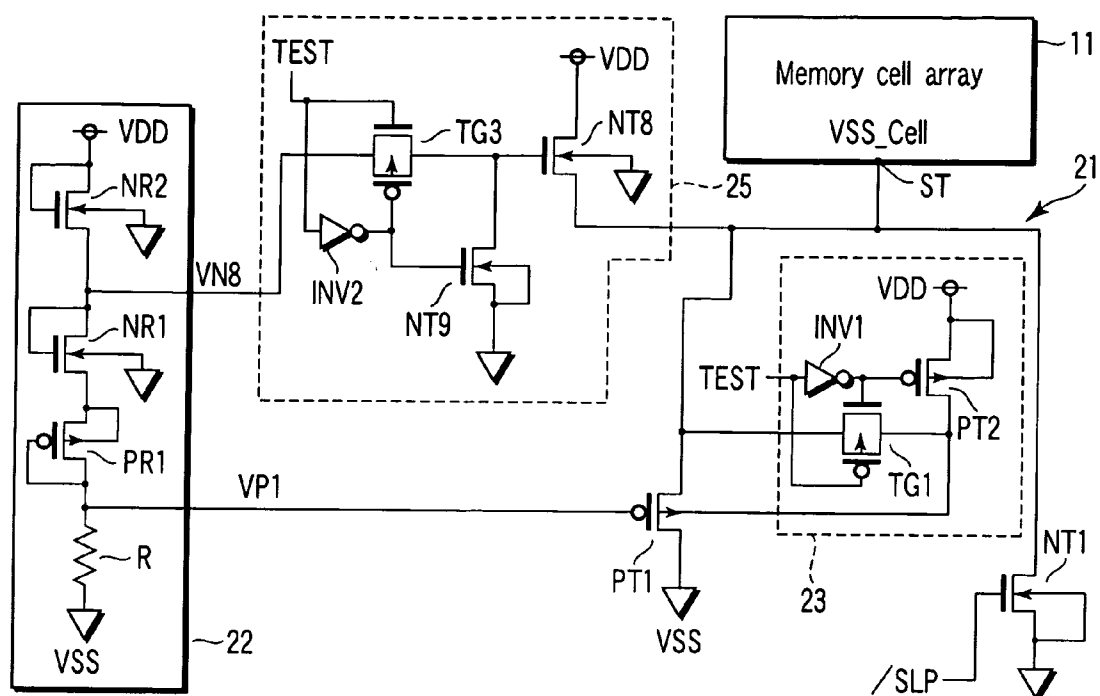 TEST
VDD
NT8
TG3
INV2
NT9
25
Memory cell array
VSS_Cell
11
ST
21
VDD
NR2
VN8
NR1
PR1
VP1
R
VSS
22
VDD
INV1
TEST
PT2
TG1
23
PT1
VSS
NT1
/SLP